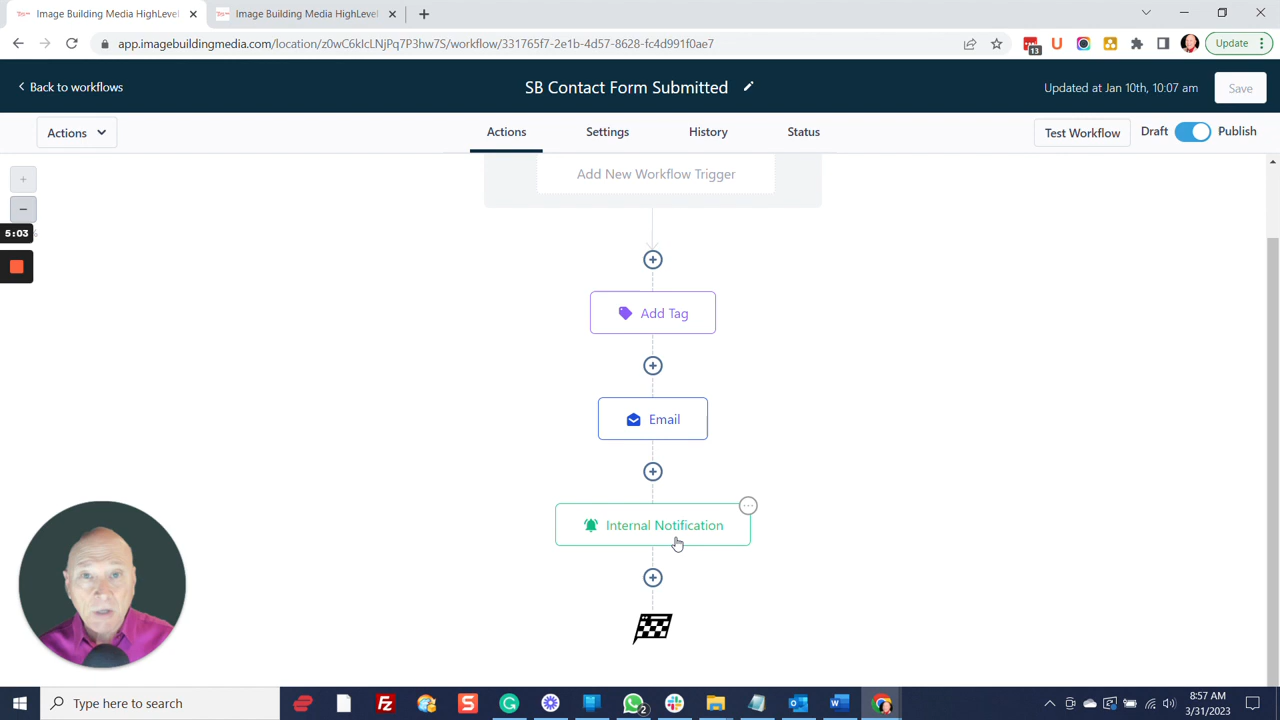 Image Building Media HighLevel
Image Building Media HighLevel
app.imagebuildingmedia.com/location/2OwC6dcLNjPq7Dhw7S/workflow/331765f7-2e1b-4d57-8628-fc4d991f0ae7
13
Update
Back to workflows
SB Contact Form Submitted
Updated at Jan 10th, 10:07 am
Save
Actions
Actions
Settings
History
Status
Test Workflow
Draft
Publish
Add New Workflow Trigger
5:03
Add Tag
Email
Internal Notification
Type here to search
2
8:57 AM
3/31/2023